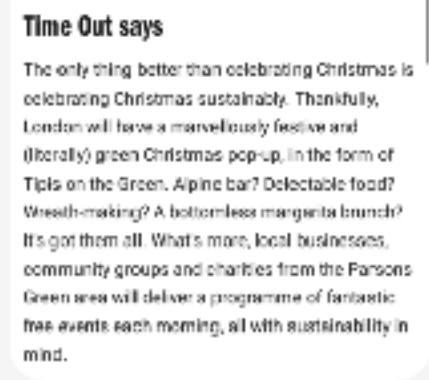 Time Out says
The only thing better than celebrating Christmas is
celebrating Christmas sustainably. Thankfully,
London will have a marvellously festive and
(literally) green Christmas pop-up, in the form of
Tipis on the Green. Alpine bar? Delectable food?
Wreath-making? A bottomless margarita brunch?
It's got them all. What's more, local businesses,
community groups and charities from the Parsons
Green area will deliver a programme of fantastic
free events each morning, all with sustainability in
mind.